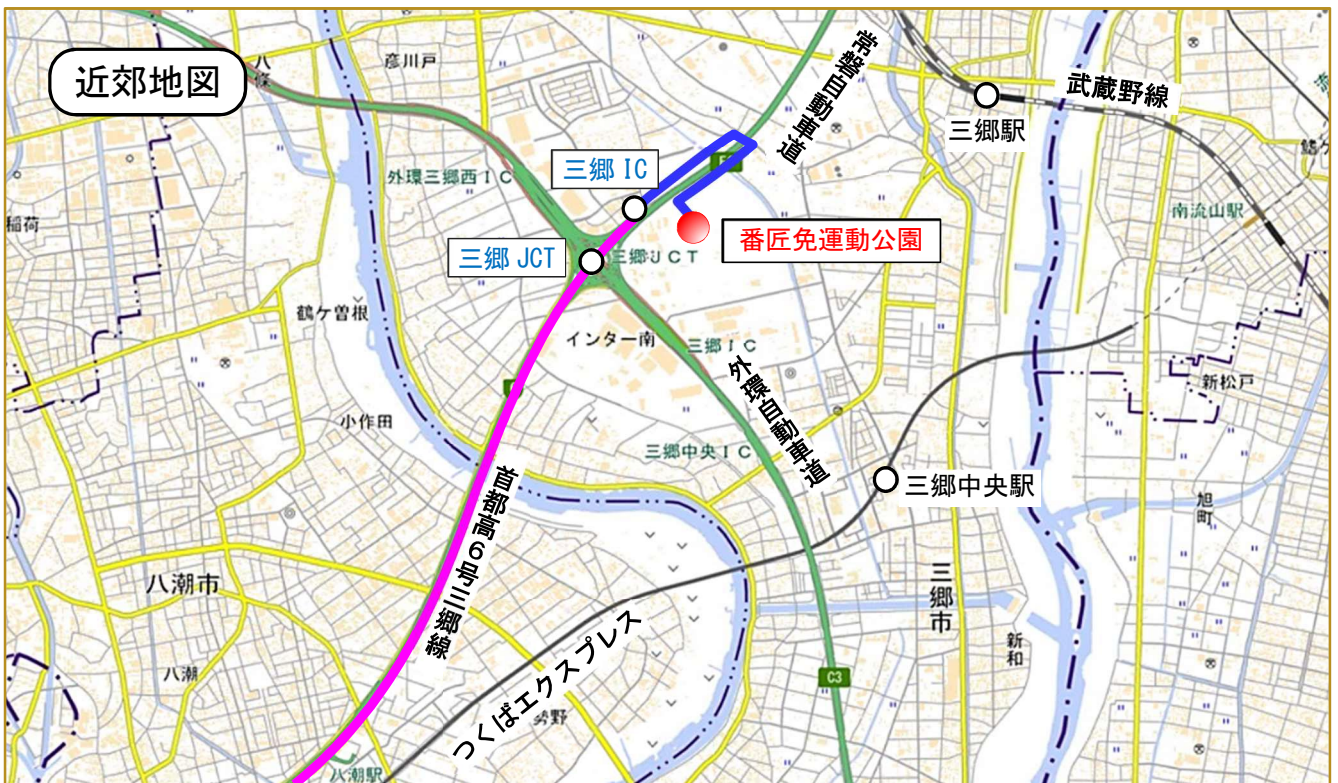 近郊地図
八條
彦川戸
常磐自動車道
武蔵野線
三郷駅
三郷 IC
外環三郷西IC
稲荷
南流山駅
番匠免運動公園
三郷 JCT
三郷JCT
鶴ケ曽根
インター南
三郷IC
外環自動車道
新松戸
小作田
三郷中央IC
首都高6号三郷線
三郷中央駅
旭町
八潮市
三郷市
つくばエクスプレス
新和
八潮
C3
八潮駅